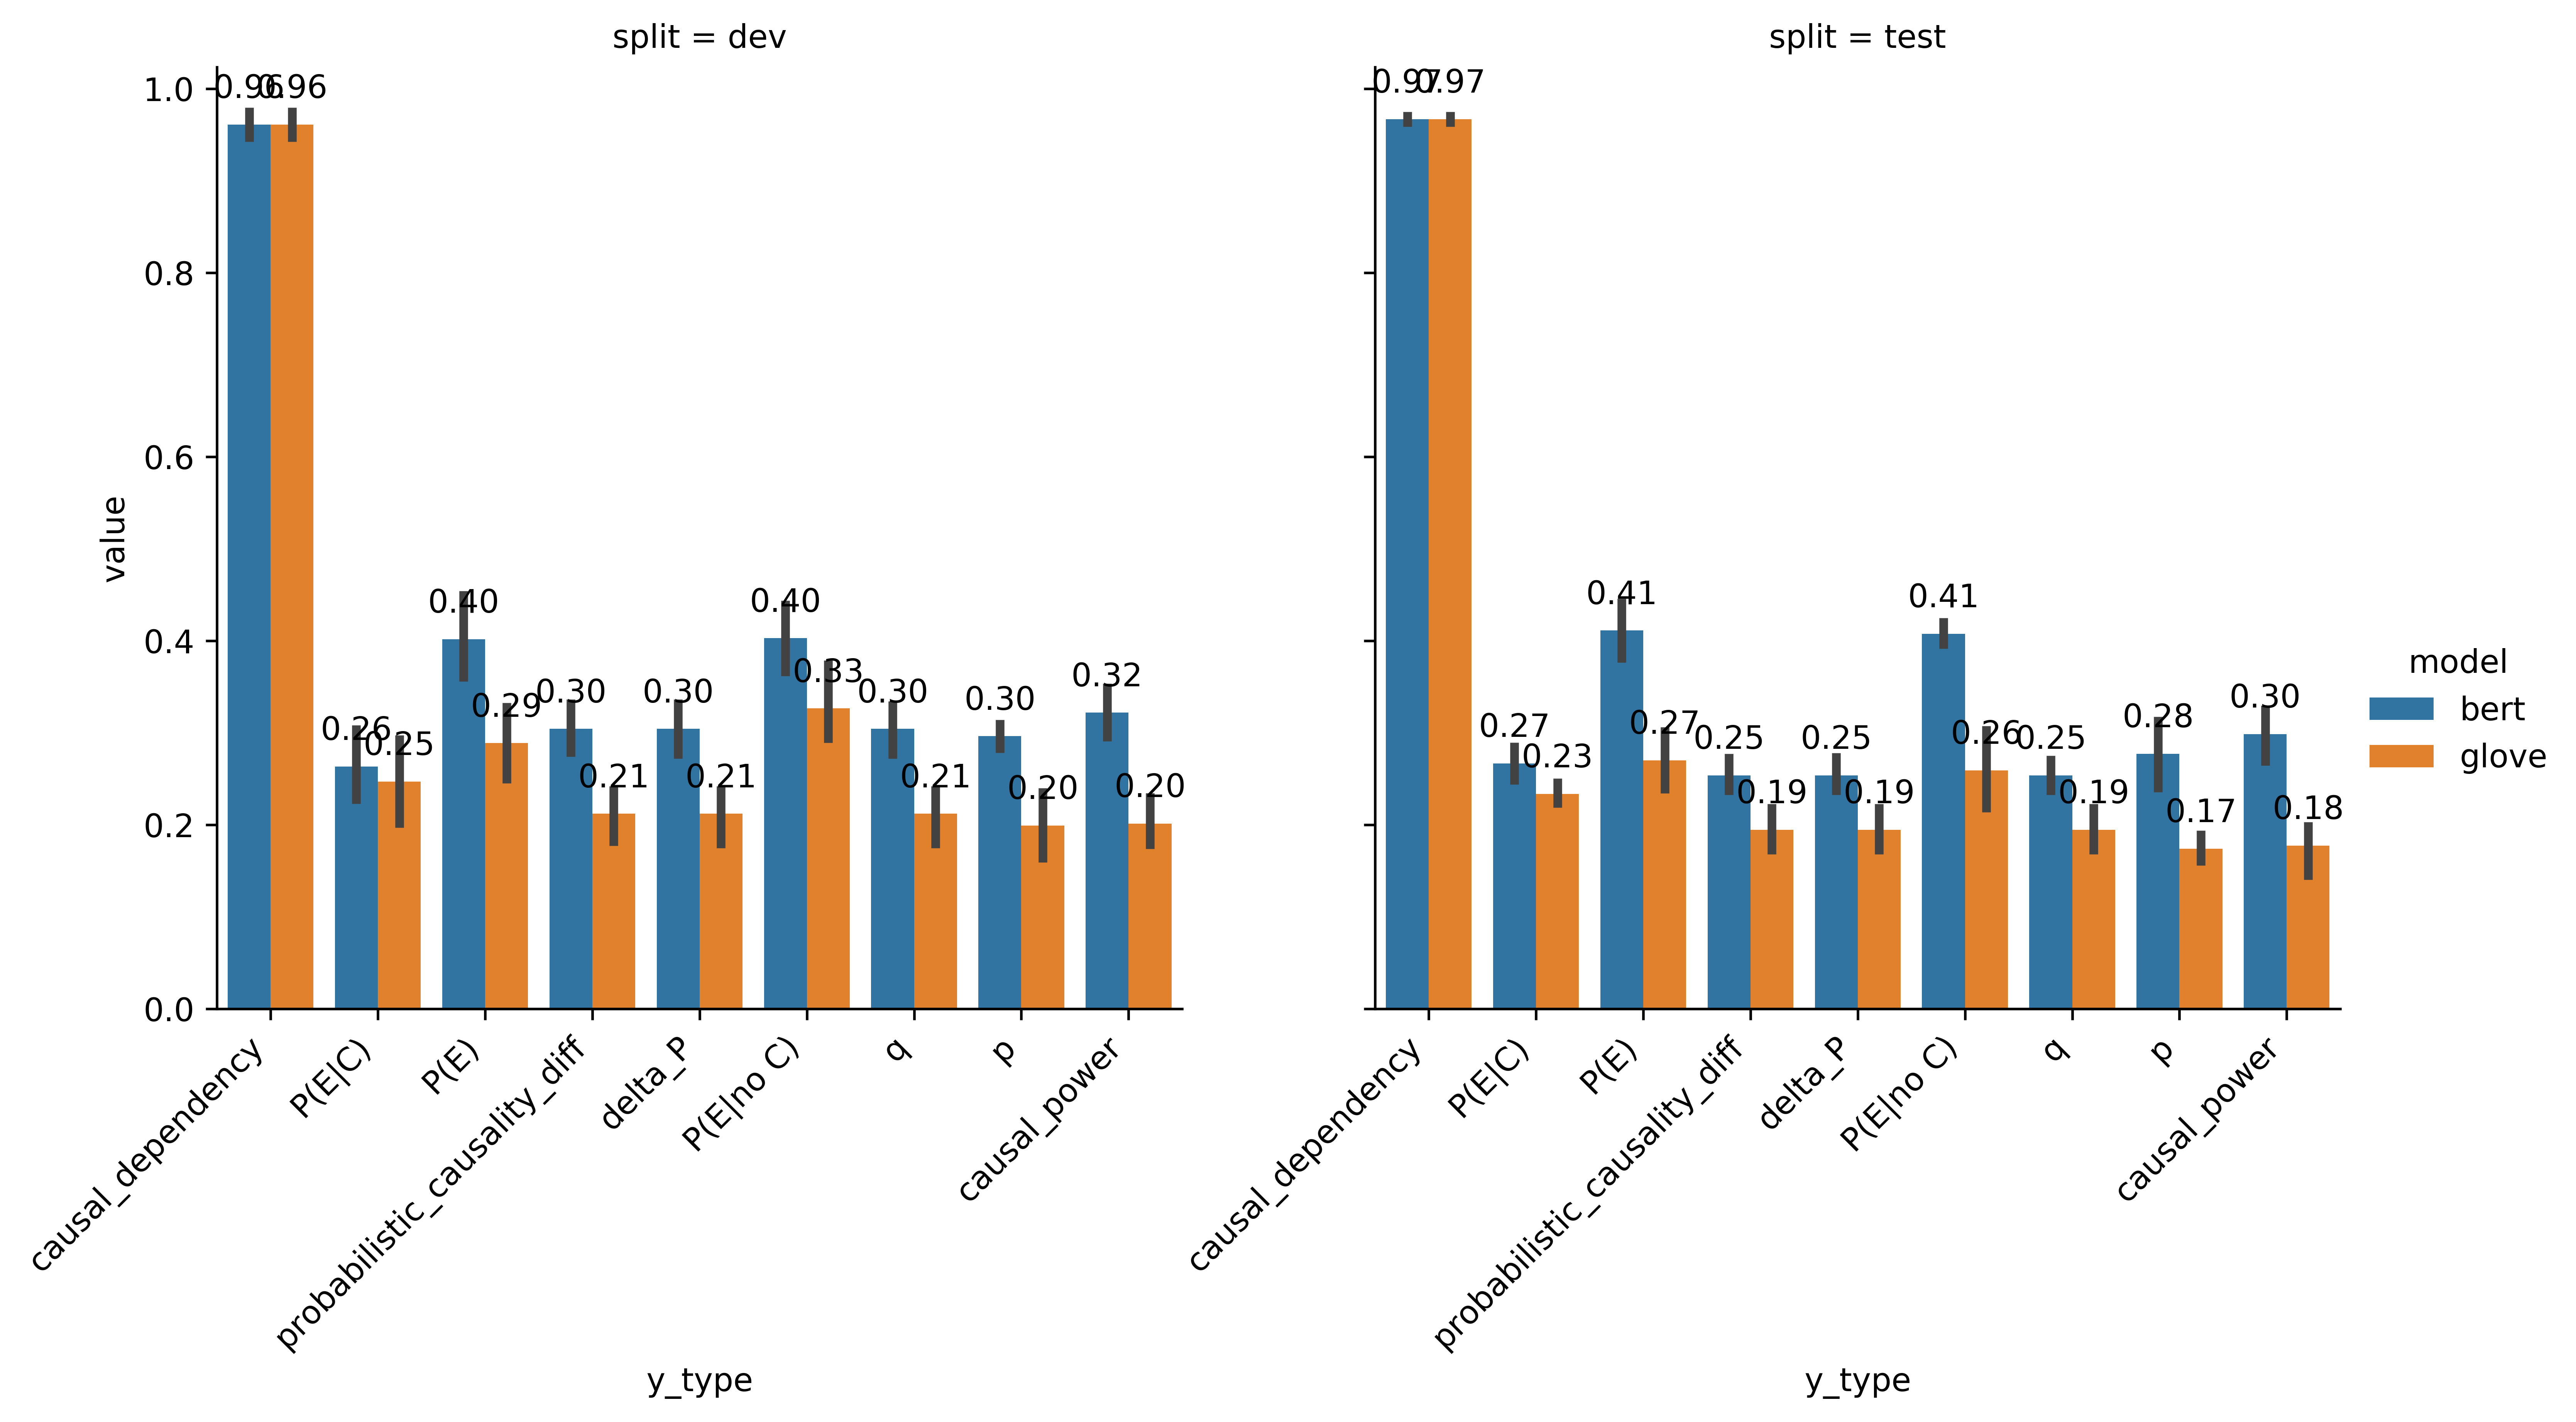 split = dev
split = test
1.0
0.8
0.6
0.4
0.2
0.0
value
0.96
0.96
0.26
0.25
0.40
0.29
0.30
0.21
0.30
0.21
0.40
0.33
0.30
0.21
0.30
0.20
0.32
0.20
causal_dependency
P(E|C)
P(E)
probabilistic_causality_diff
delta_P
P(E|no C)
q
p
causal_power
y_type
0.97
0.97
0.27
0.23
0.41
0.27
0.25
0.19
0.25
0.19
0.41
0.26
0.25
0.19
0.28
0.17
0.30
0.18
causal_dependency
P(E|C)
P(E)
probabilistic_causality_diff
delta_P
P(E|no C)
q
p
causal_power
y_type
model
bert
glove